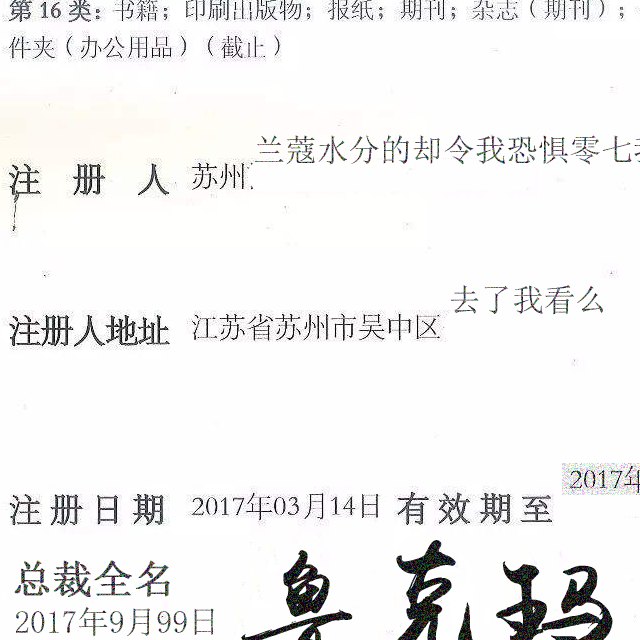 第16类：书籍；印刷出版物；报纸；期刊；杂志（期刊）；
件夹（办公用品）（截止）
注册人 苏州 兰蔻水分的却令我恐惧零七
注册人地址 江苏省苏州市吴中区 去了我看么
注册日期 2017年03月14日 有效期至 2017年
总裁全名 鲁克玛
2017年9月99日